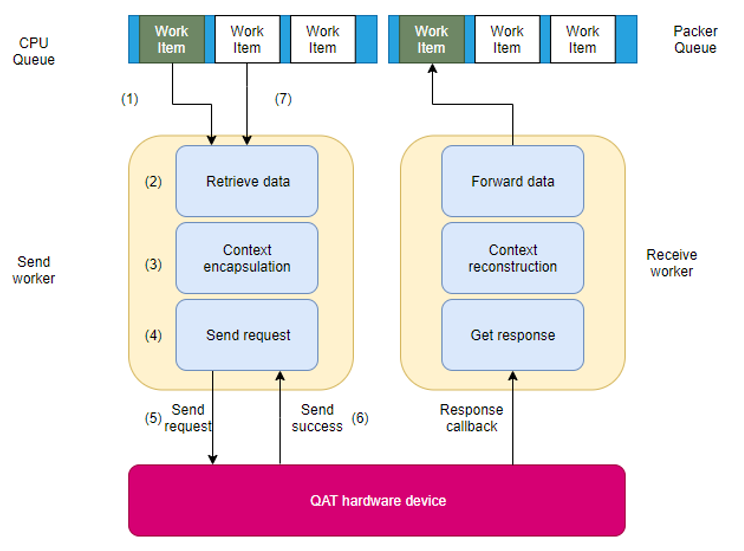 CPU
Queue
Work
Item
Work
Item
Work
Item
Work
Item
Work
Item
Work
Item
Packer
Queue
(1)
(7)
(2)
Retrieve data
Forward data
Send
worker
(3)
Context
encapsulation
Context
reconstruction
Receive
worker
(4)
Send request
Get response
(5)
Send
request
Send
success
(6)
Response
callback
QAT hardware device